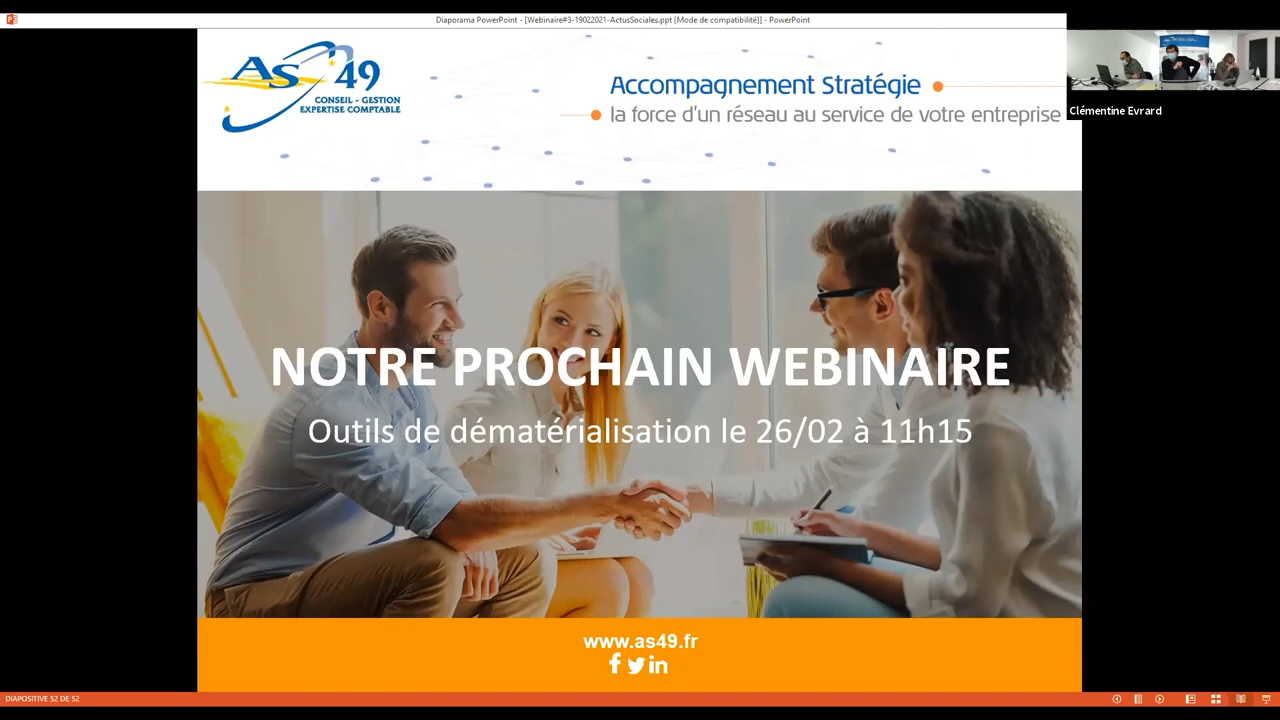 Diaporama PowerPoint - [Webinaire#3-19022021-ActusSociales.ppt [Mode de compatibilité]] - PowerPoint
AS 49
CONSEIL - GESTION
EXPERTISE COMPTABLE
Accompagnement Stratégie
la force d'un réseau au service de votre entreprise
Clémentine Evrard
NOTRE PROCHAIN WEBINAIRE
Outils de dématérialisation le 26/02 à 11h15
www.as49.fr
DIAPOSITIVE 52 DE 52